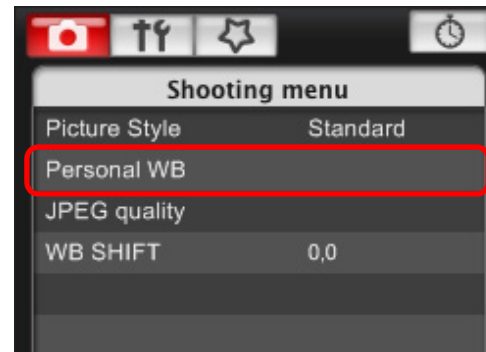 Shooting menu
Picture Style Standard
Personal WB
JPEG quality
WB SHIFT 0,0